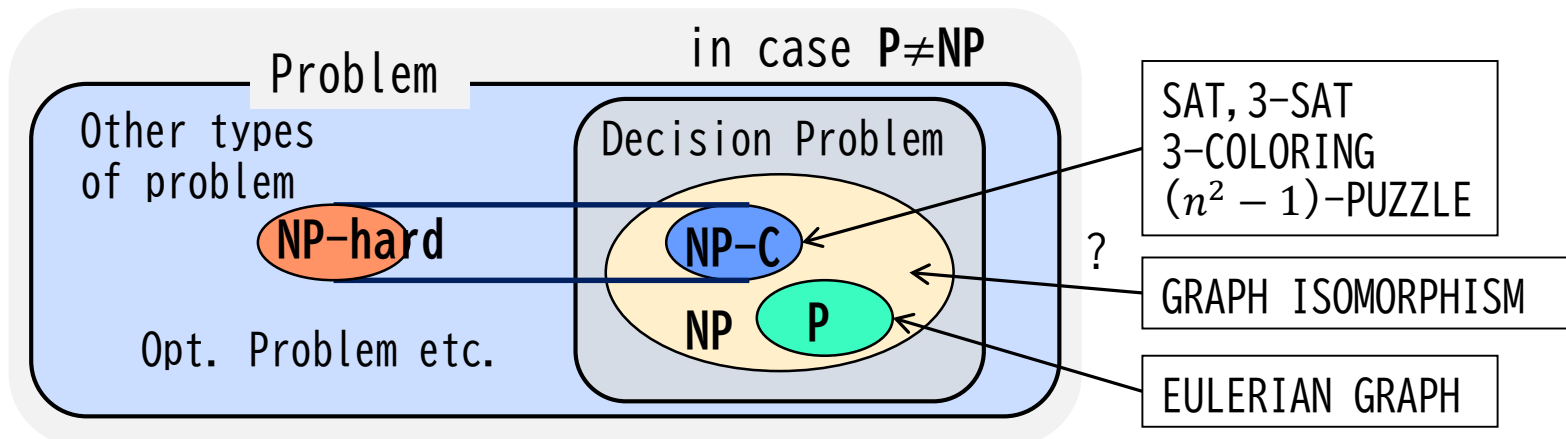 in case P≠NP
Problem
Other types
of problem
Decision Problem
NP-hard
NP-C
NP
P
Opt. Problem etc.
SAT, 3-SAT
3-COLORING
(n² − 1)-PUZZLE
?
GRAPH ISOMORPHISM
EULERIAN GRAPH